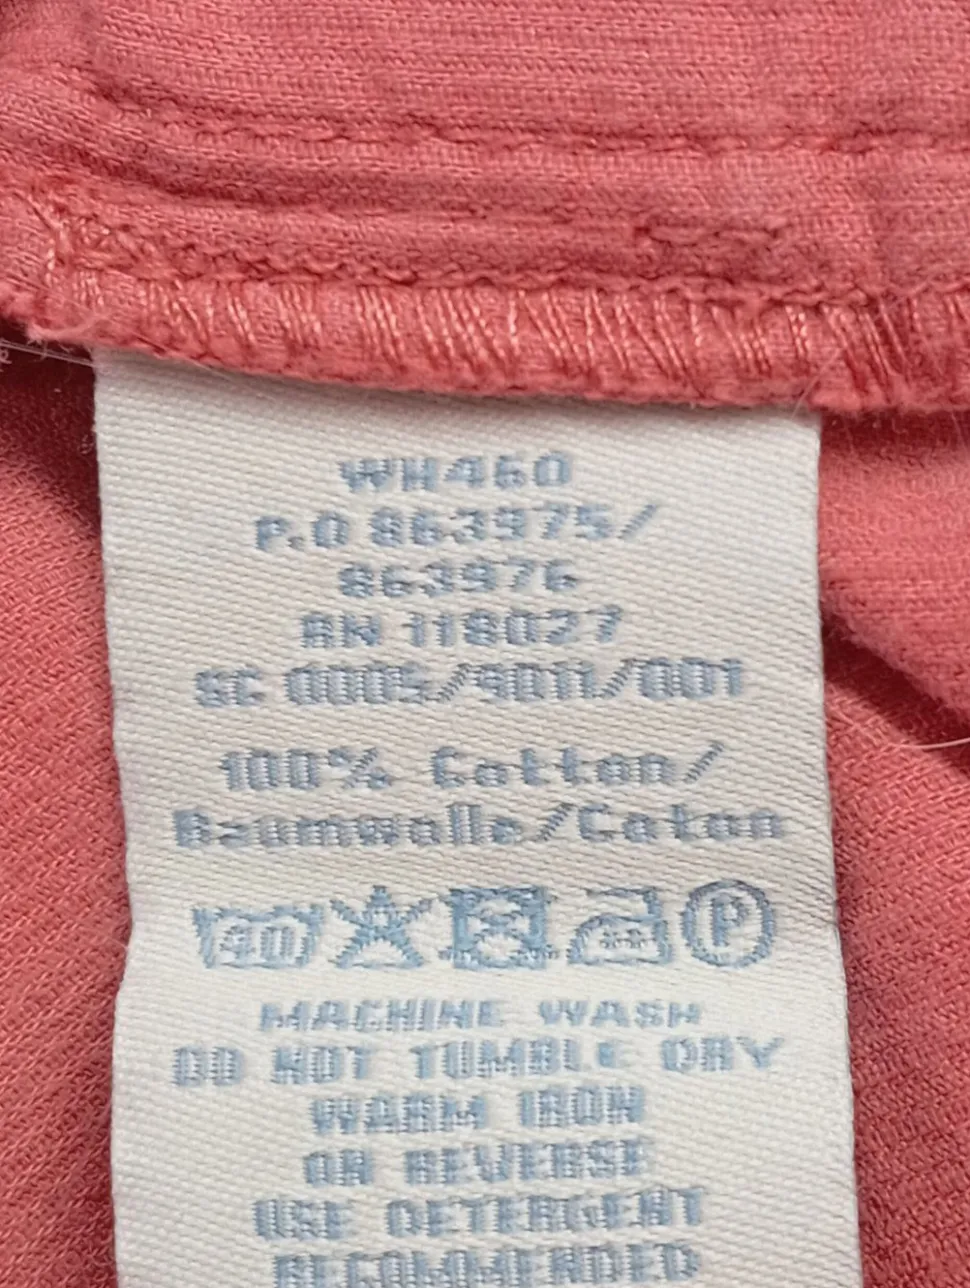 WH460
P.O 863975/
863976
RN 118027
SC 0005/9011/001
100% Cotton/
Baumwolle/Coton
40 P
MACHINE WASH
DO NOT TUMBLE DRY
WARM IRON
ON REVERSE
USE DETERGENT
RECOMMENDED